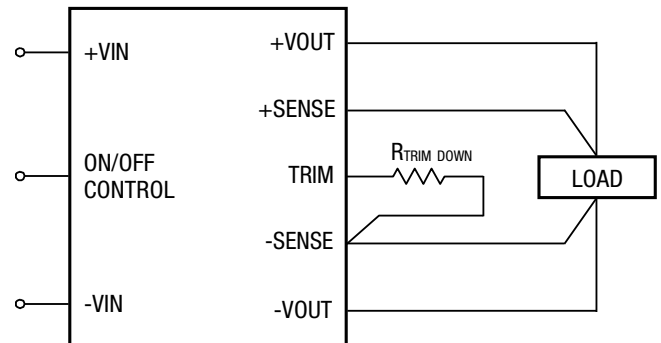 +VIN
ON/OFF
CONTROL
-VIN
+VOUT
+SENSE
TRIM
-SENSE
-VOUT
RTRIM DOWN
LOAD